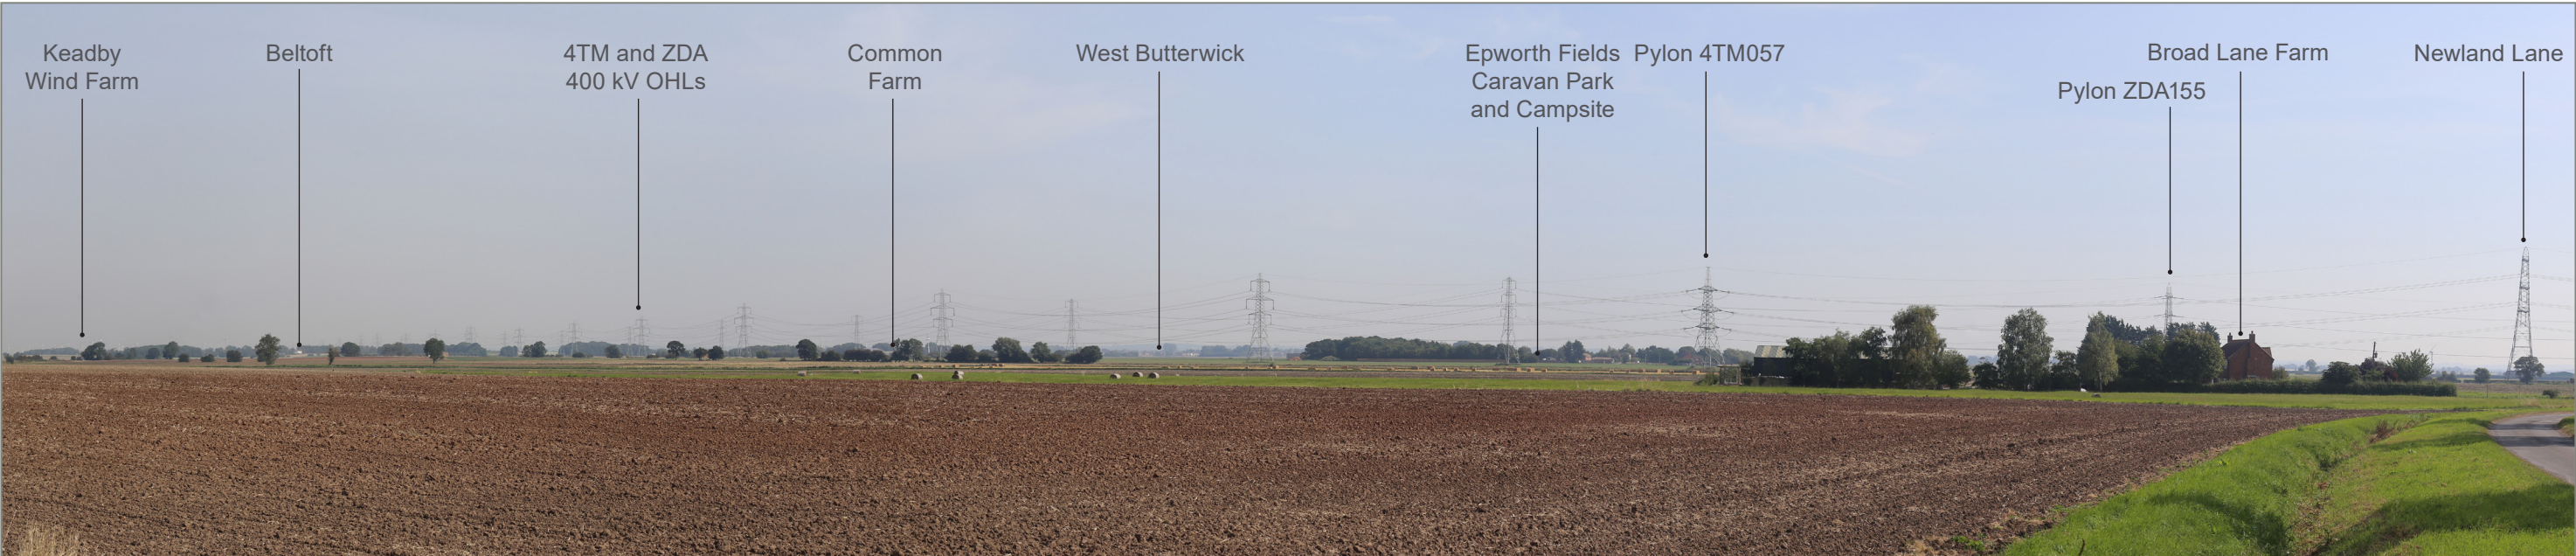 Keadby
Wind Farm
Beltoft
4TM and ZDA
400 kV OHLs
Common
Farm
West Butterwick
Epworth Fields
Caravan Park
and Campsite
Pylon 4TM057
Pylon ZDA155
Broad Lane Farm
Newland Lane